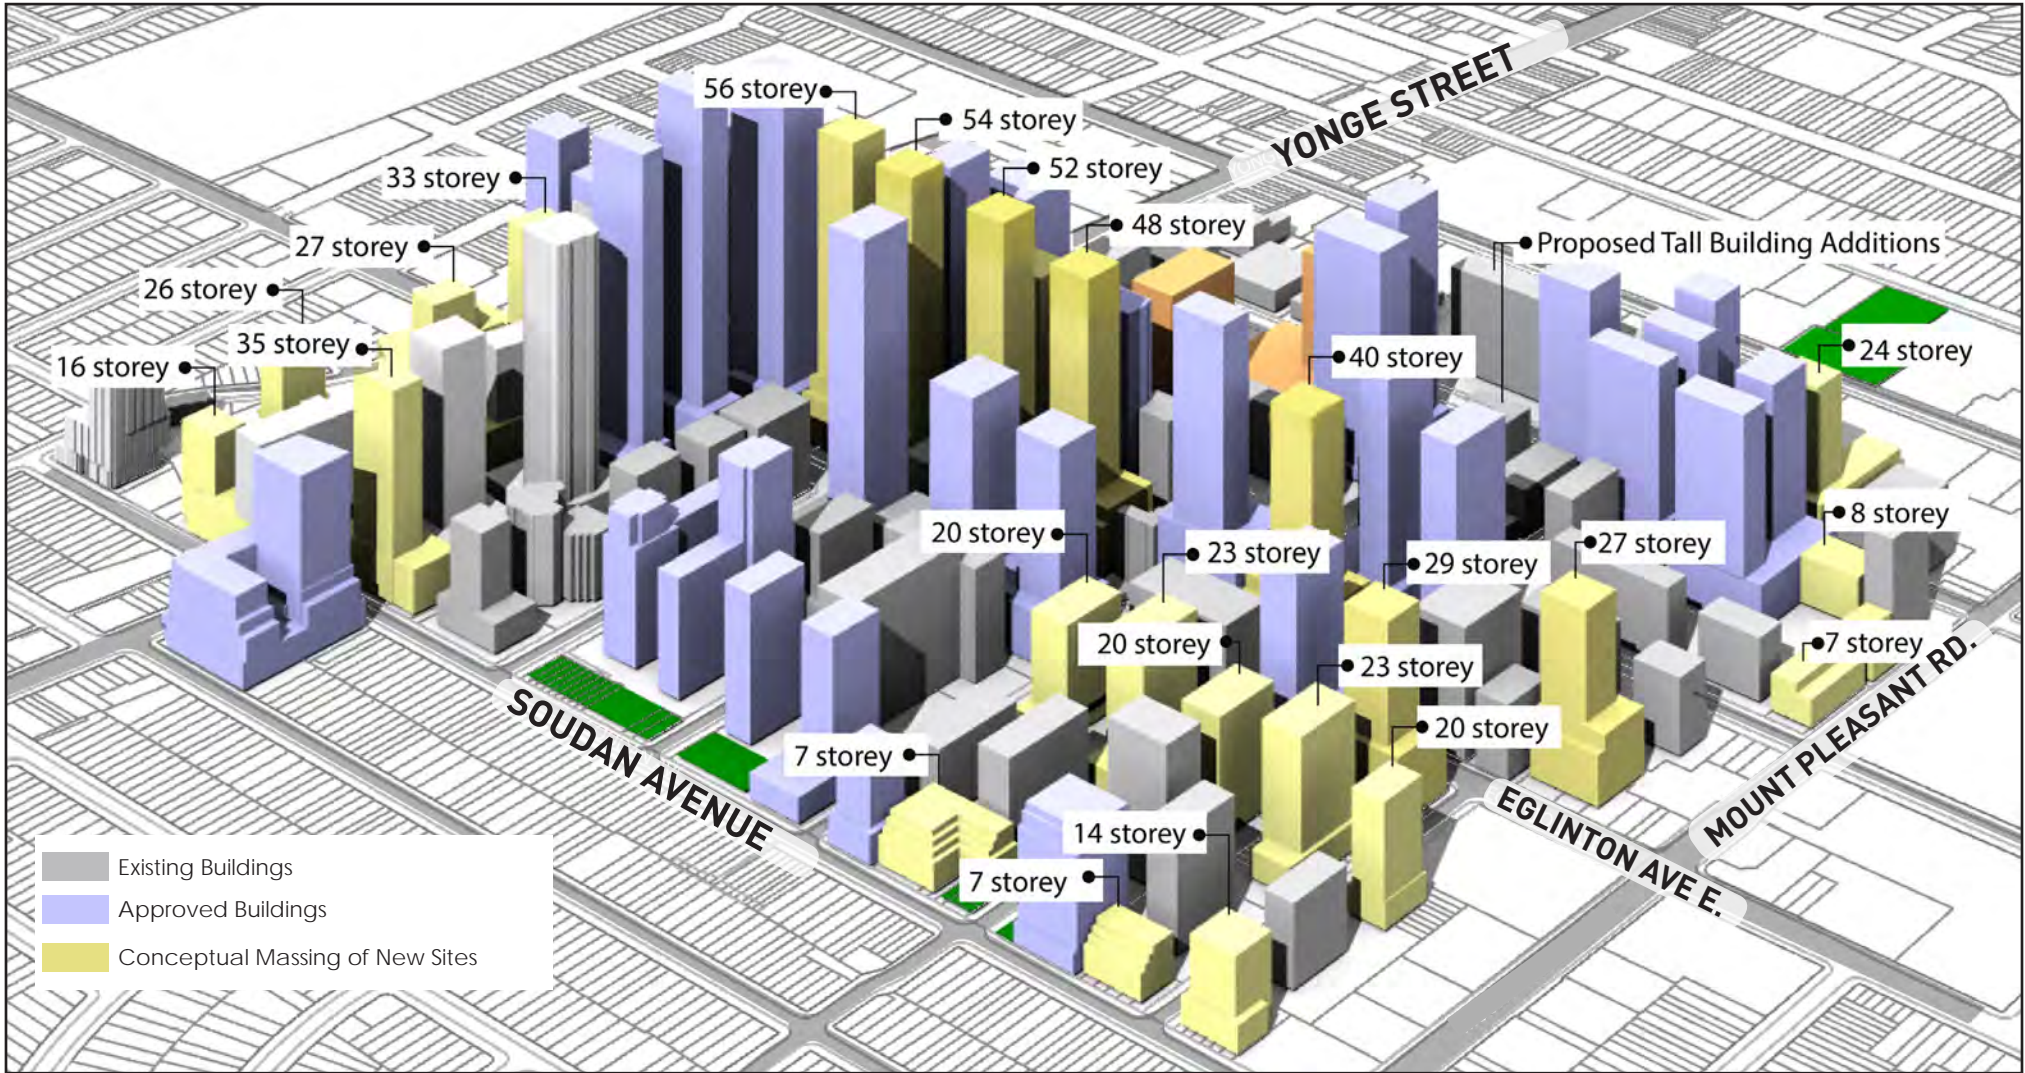 56 storey
54 storey
YONGE STREET
52 storey
33 storey
48 storey
27 storey
Proposed Tall Building Additions
26 storey
35 storey
40 storey
24 storey
16 storey
8 storey
20 storey
23 storey
27 storey
29 storey
20 storey
7 storey
23 storey
SOUDAN AVENUE
20 storey
MOUNT PLEASANT RD.
7 storey
EGLINTON AVE E.
14 storey
7 storey
Existing Buildings
Approved Buildings
Conceptual Massing of New Sites